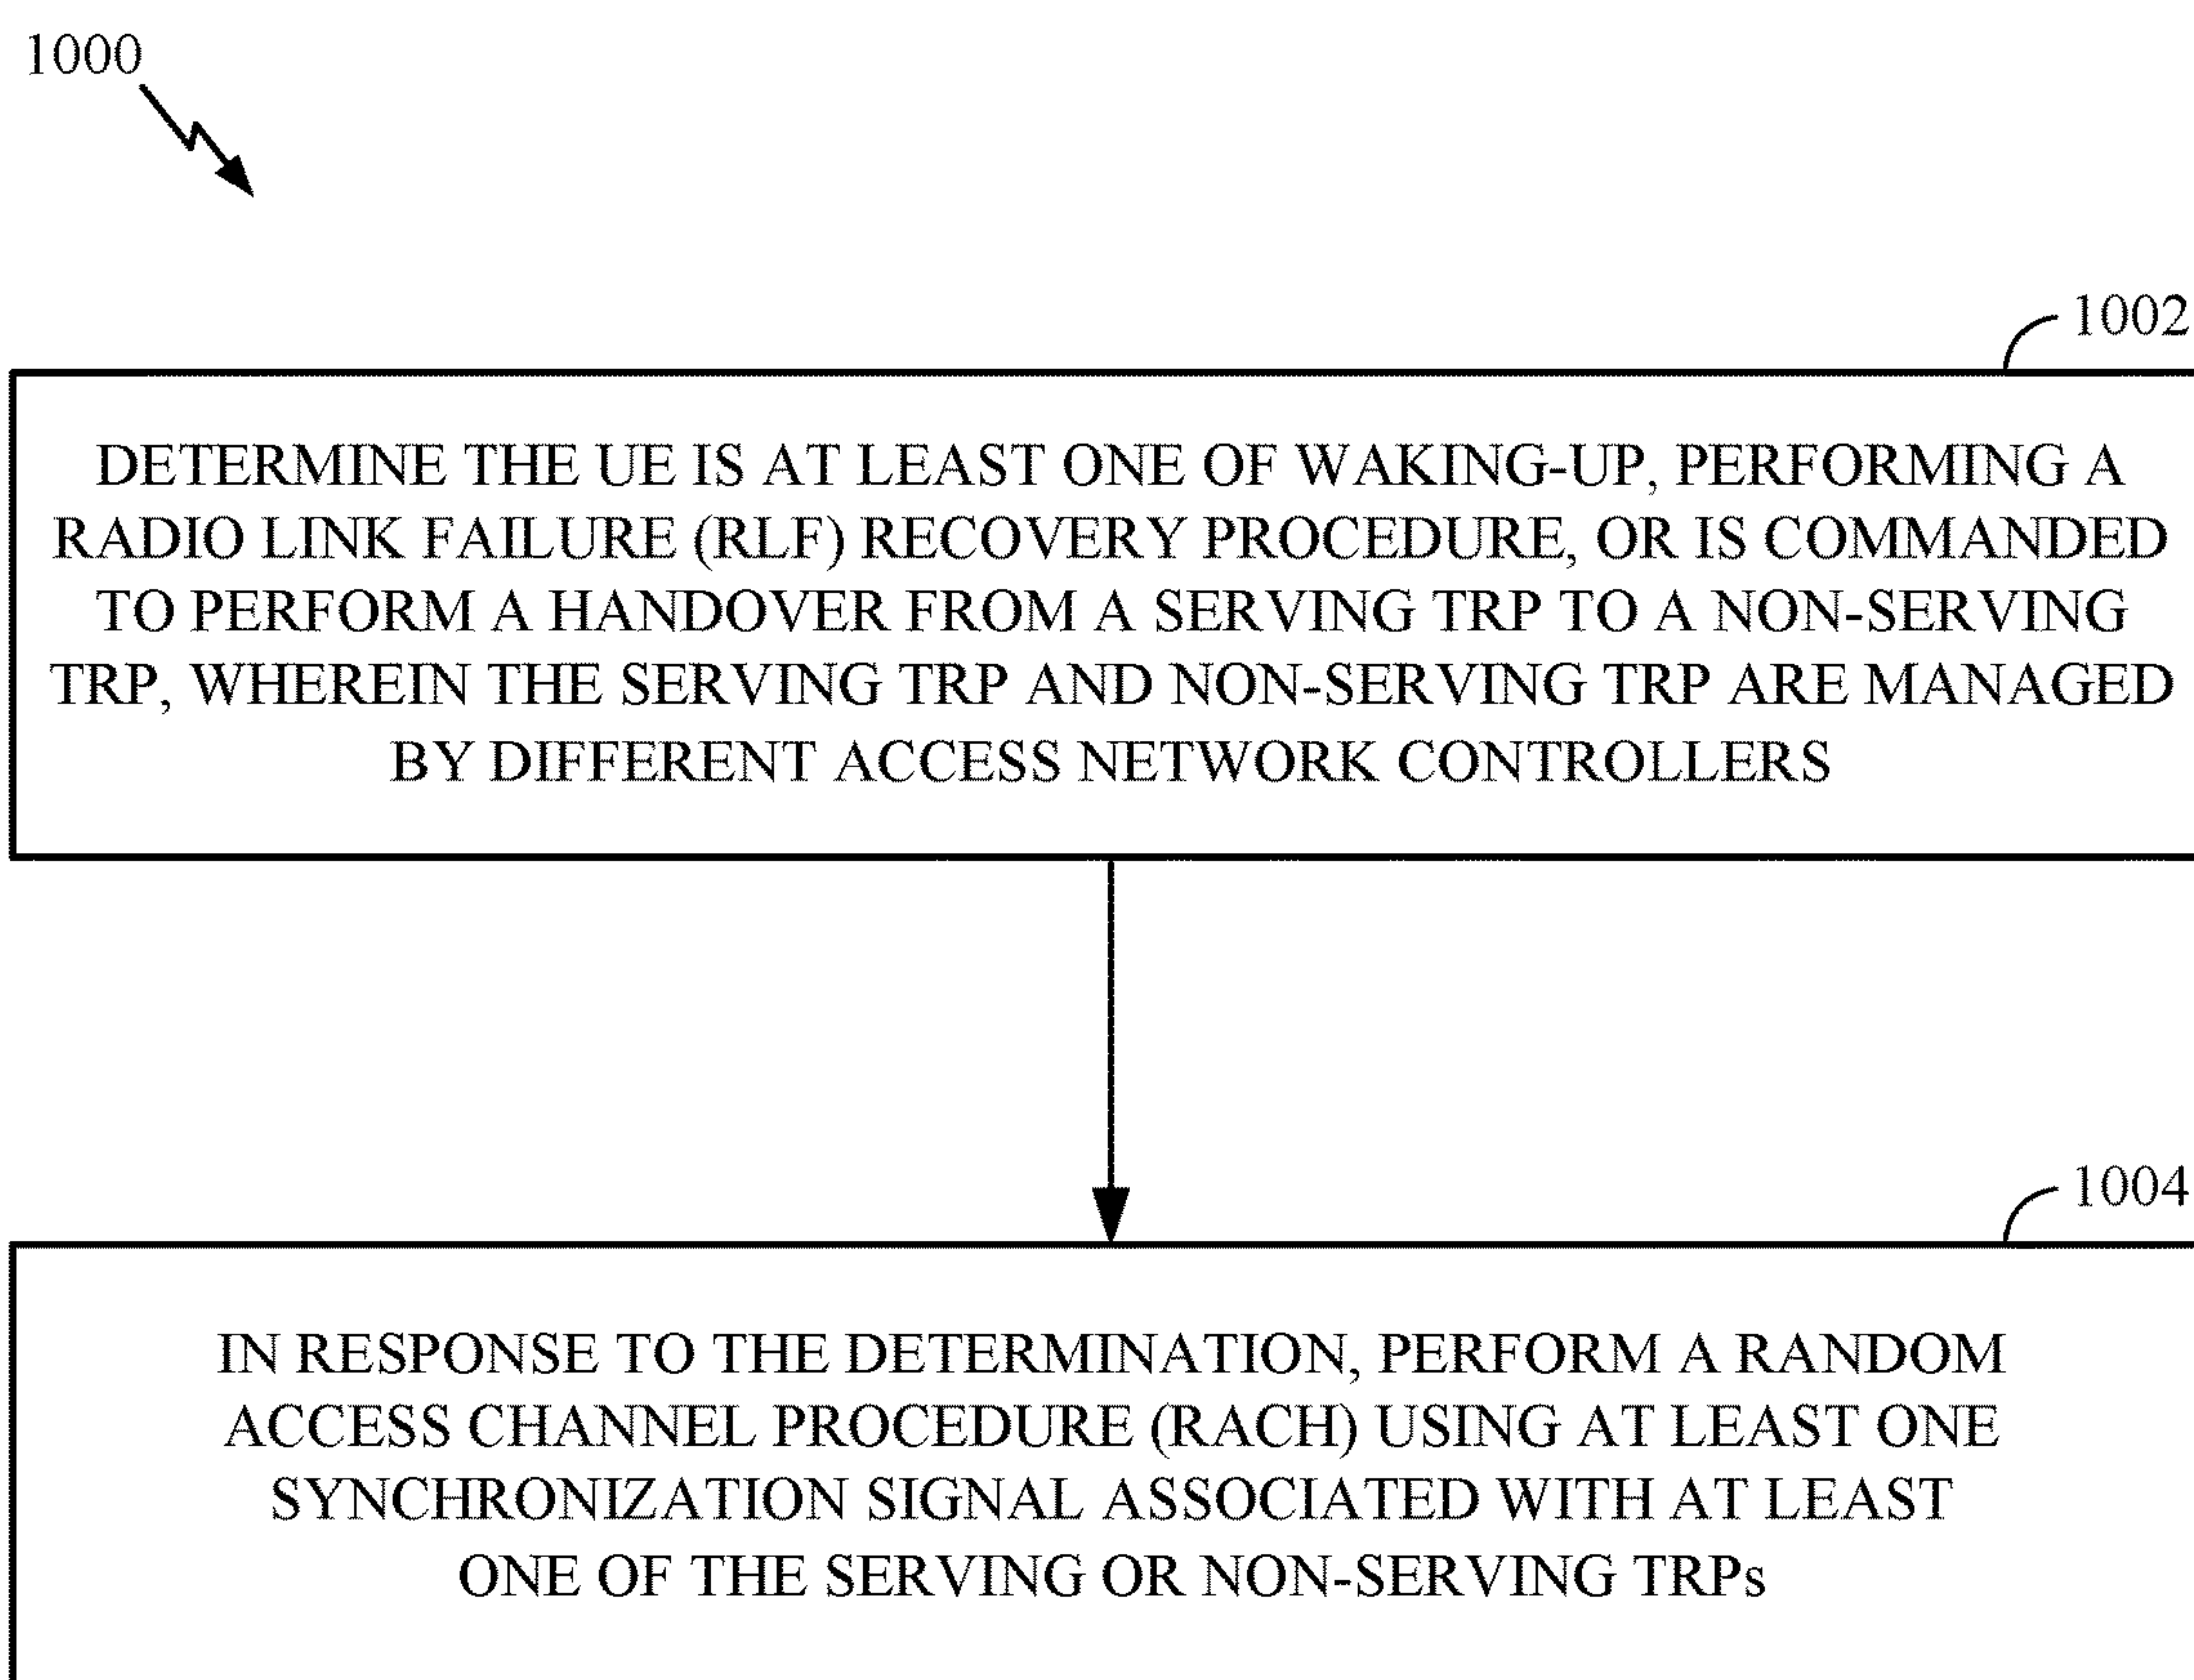 1000
1002
DETERMINE THE UE IS AT LEAST ONE OF WAKING-UP, PERFORMING A
RADIO LINK FAILURE (RLF) RECOVERY PROCEDURE, OR IS COMMANDED
TO PERFORM A HANDOVER FROM A SERVING TRP TO A NON-SERVING
TRP, WHEREIN THE SERVING TRP AND NON-SERVING TRP ARE MANAGED
BY DIFFERENT ACCESS NETWORK CONTROLLERS
1004
IN RESPONSE TO THE DETERMINATION, PERFORM A RANDOM
ACCESS CHANNEL PROCEDURE (RACH) USING AT LEAST ONE
SYNCHRONIZATION SIGNAL ASSOCIATED WITH AT LEAST
ONE OF THE SERVING OR NON-SERVING TRPs